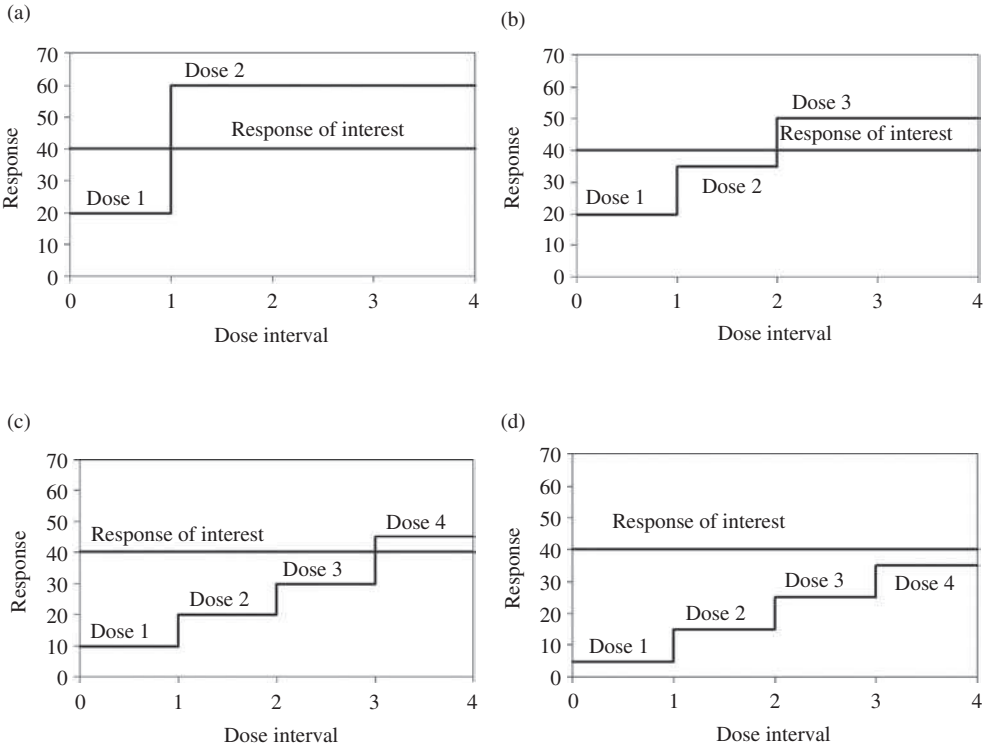 (a)
70
60
50
40
30
20
10
0
Response
Dose 2
Response of interest
Dose 1
0 1 2 3 4
Dose interval
(b)
70
60
50
40
30
20
10
0
Response
Dose 3
Response of interest
Dose 2
Dose 1
0 1 2 3 4
Dose interval
(c)
70
60
50
40
30
20
10
0
Response
Dose 4
Response of interest
Dose 3
Dose 2
Dose 1
0 1 2 3 4
Dose interval
(d)
70
60
50
40
30
20
10
0
Response
Response of interest
Dose 3
Dose 4
Dose 2
Dose 1
0 1 2 3 4
Dose interval